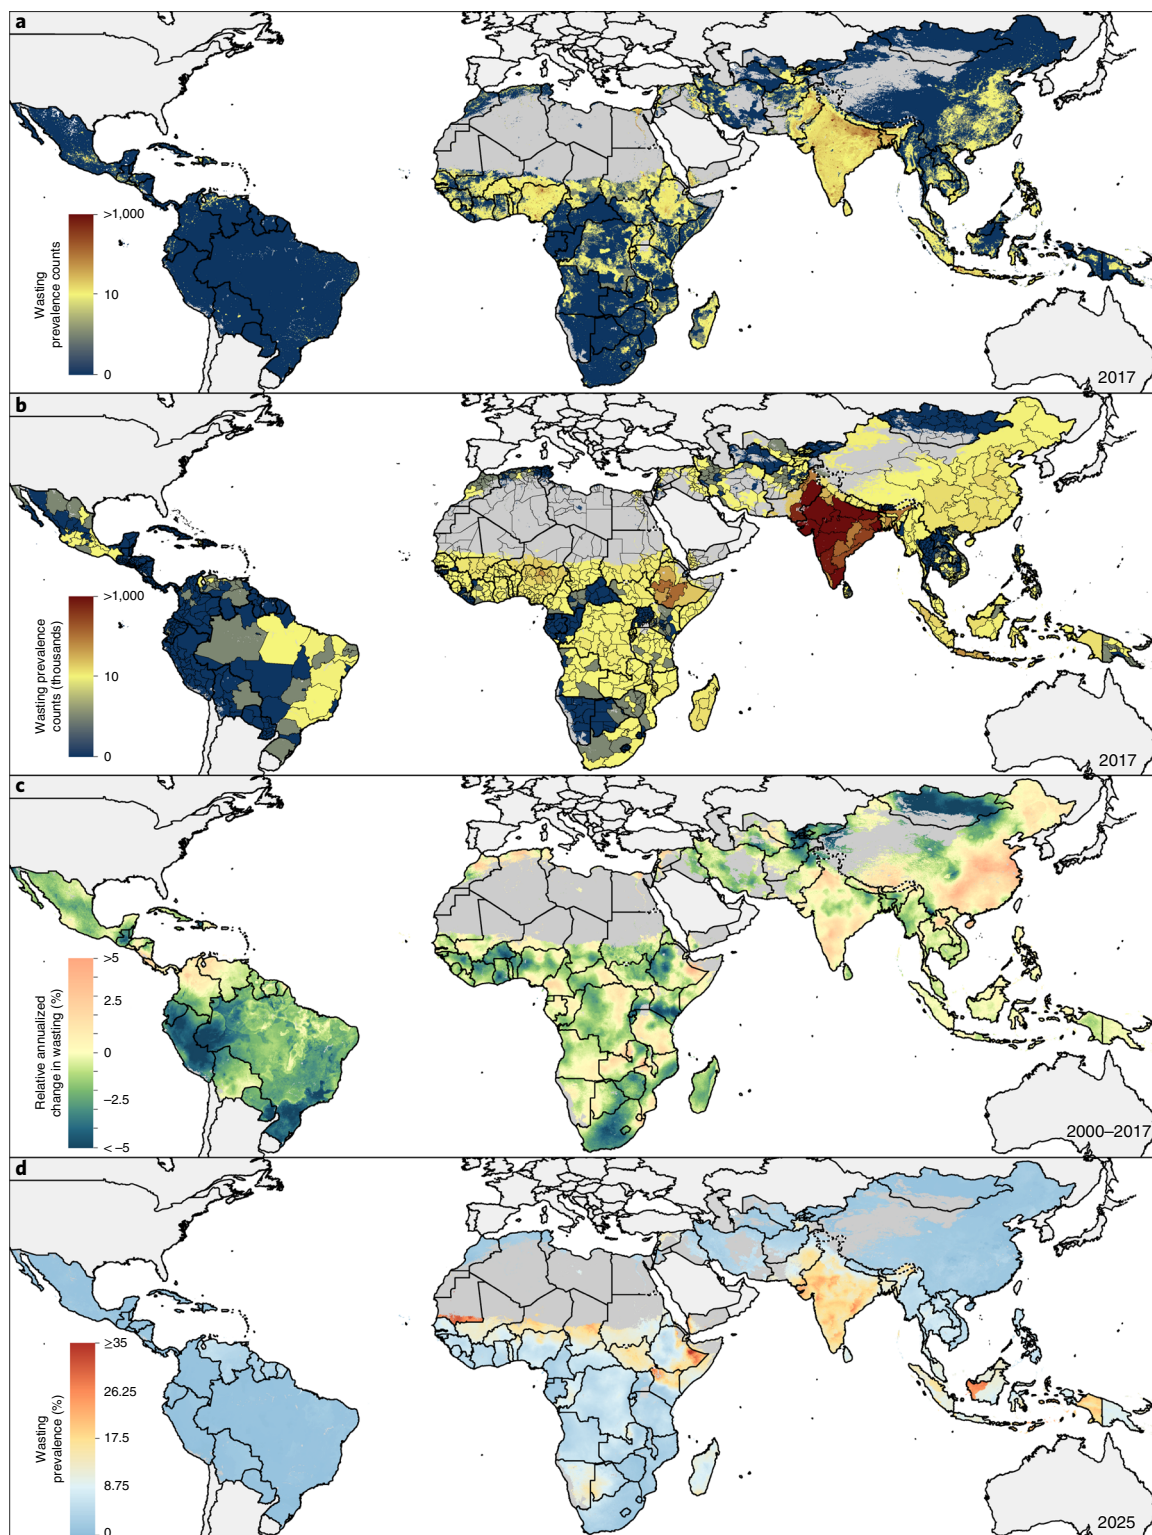 a
Wasting
prevalence counts
>1,000
10
0
2017
b
Wasting prevalence
counts (thousands)
>1,000
10
0
2017
c
Relative annualized
change in wasting (%)
>5
2.5
0
–2.5
< –5
2000–2017
d
Wasting
prevalence (%)
≥35
26.25
17.5
8.75
0
2025